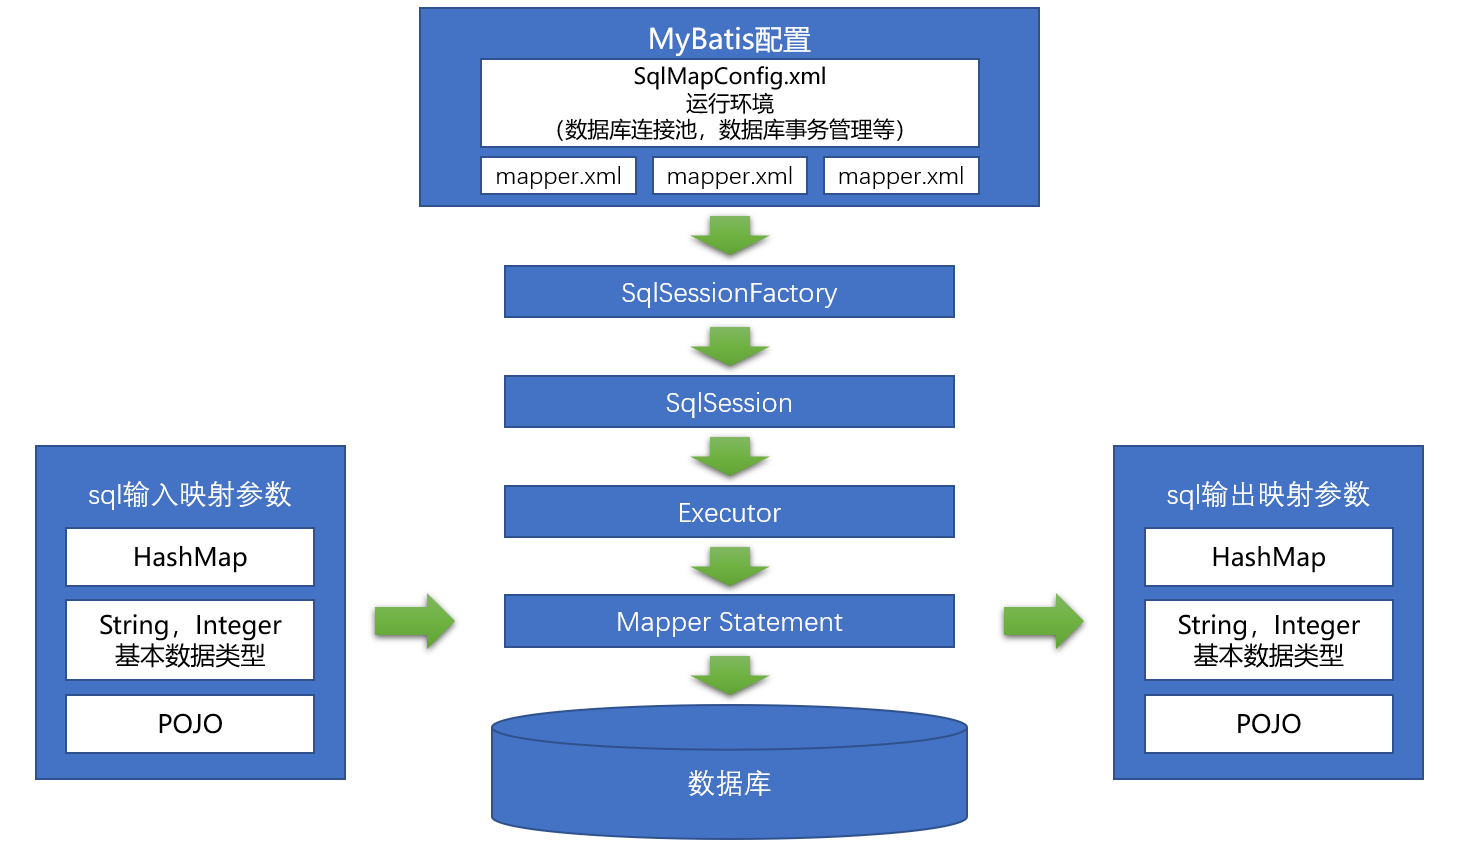 MyBatis配置
SqlMapConfig.xml
运行环境
（数据库连接池，数据库事务管理等）
mapper.xml
mapper.xml
mapper.xml
SqlSessionFactory
SqlSession
Executor
Mapper Statement
数据库
sql输入映射参数
HashMap
String，Integer
基本数据类型
POJO
sql输出映射参数
HashMap
String，Integer
基本数据类型
POJO